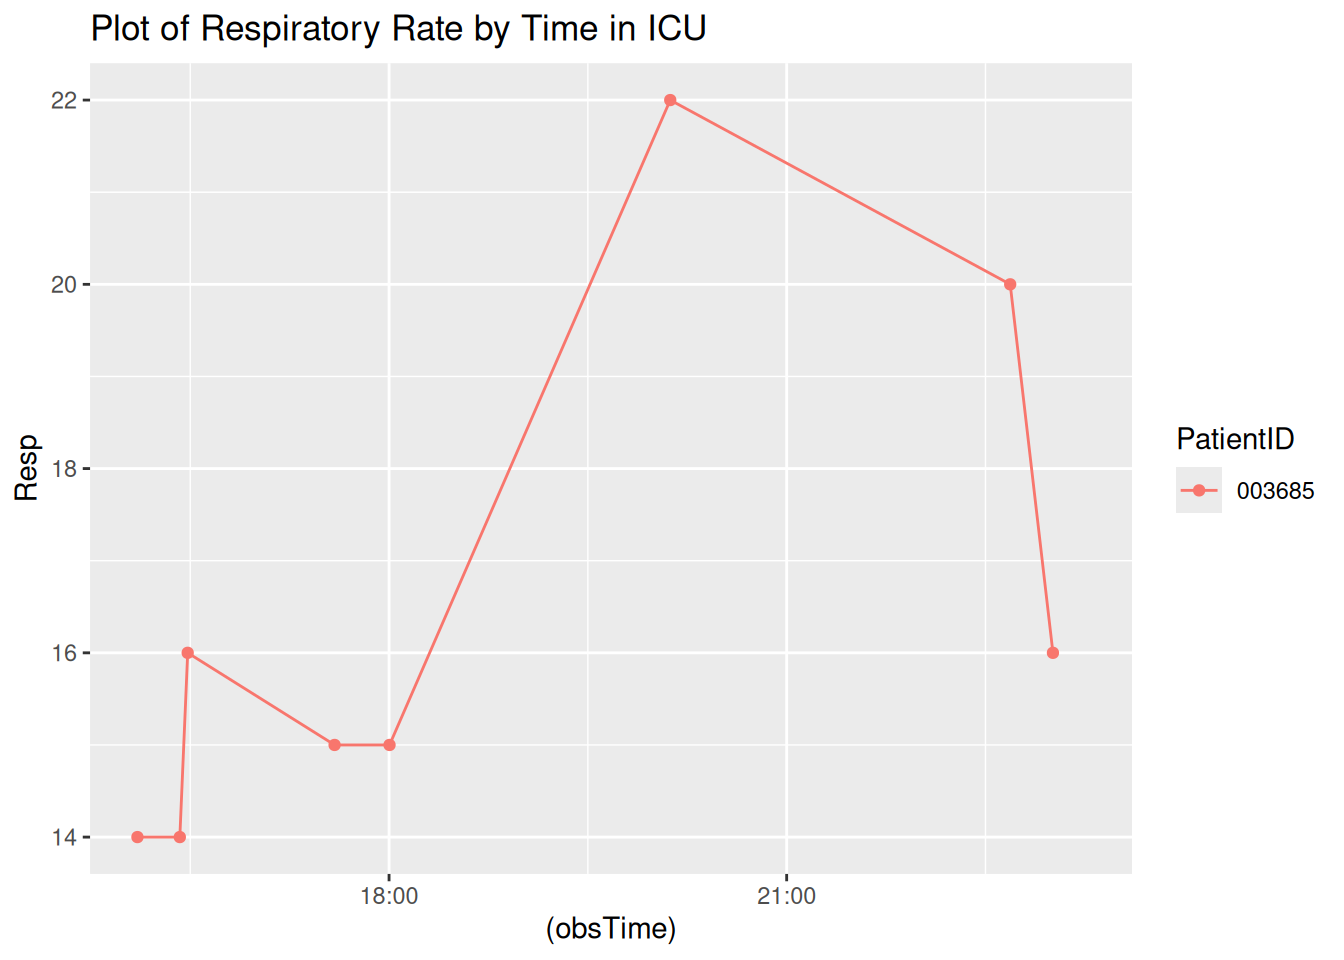 Plot of Respiratory Rate by Time in ICU
22
20
18
16
14
Resp
18:00
21:00
(obsTime)
PatientID
003685